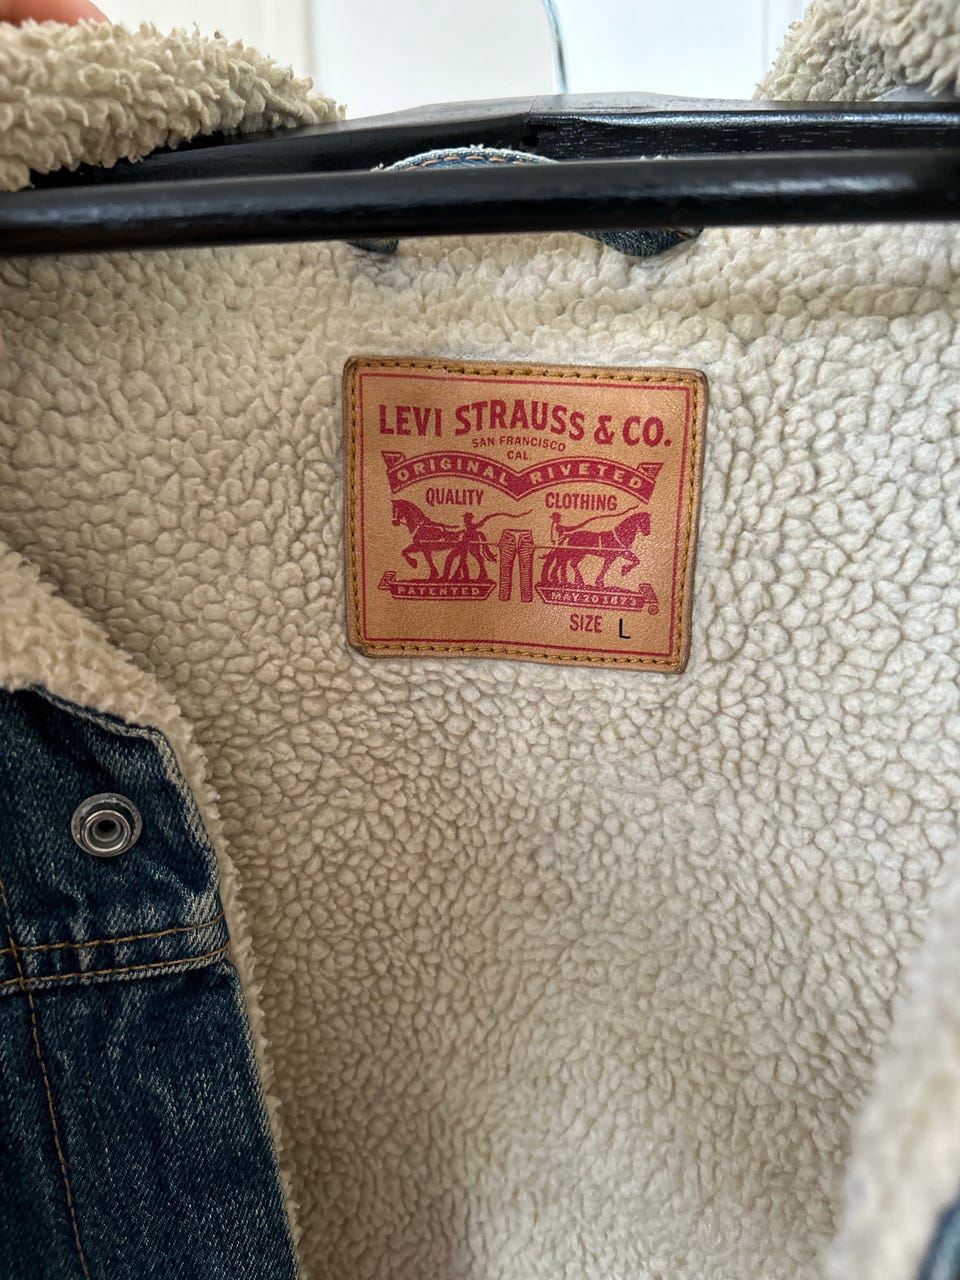 LEVI STRAUSS & CO.
SAN FRANCISCO
CAL
ORIGINAL RIVETED
QUALITY CLOTHING
PATENTED MAY 20 1873
®
SIZE L